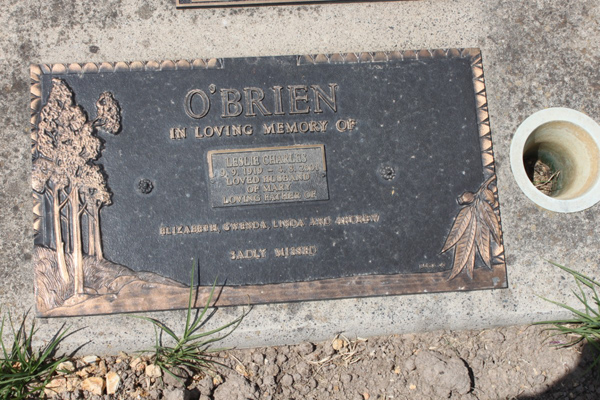 O'BRIEN
IN LOVING MEMORY OF
LESLIE CHARLES
LOVED HUSBAND
OF MARY
LOVING FATHER OF
ELIZABETH, GWENDA, LINDA AND ANDREW
SADLY MISSED